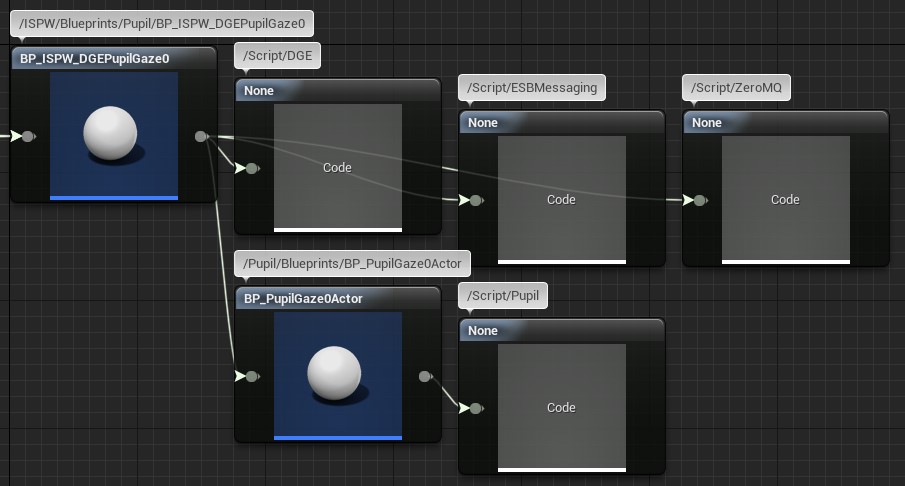 /ISPW/Blueprints/Pupil/BP_ISPW_DGEPupilGaze0
BP_ISPW_DGEPupilGaze0
/Script/DGE
None
Code
/Script/ESBMessaging
None
Code
/Script/ZeroMQ
None
Code
/Pupil/Blueprints/BP_PupilGaze0Actor
BP_PupilGaze0Actor
/Script/Pupil
None
Code